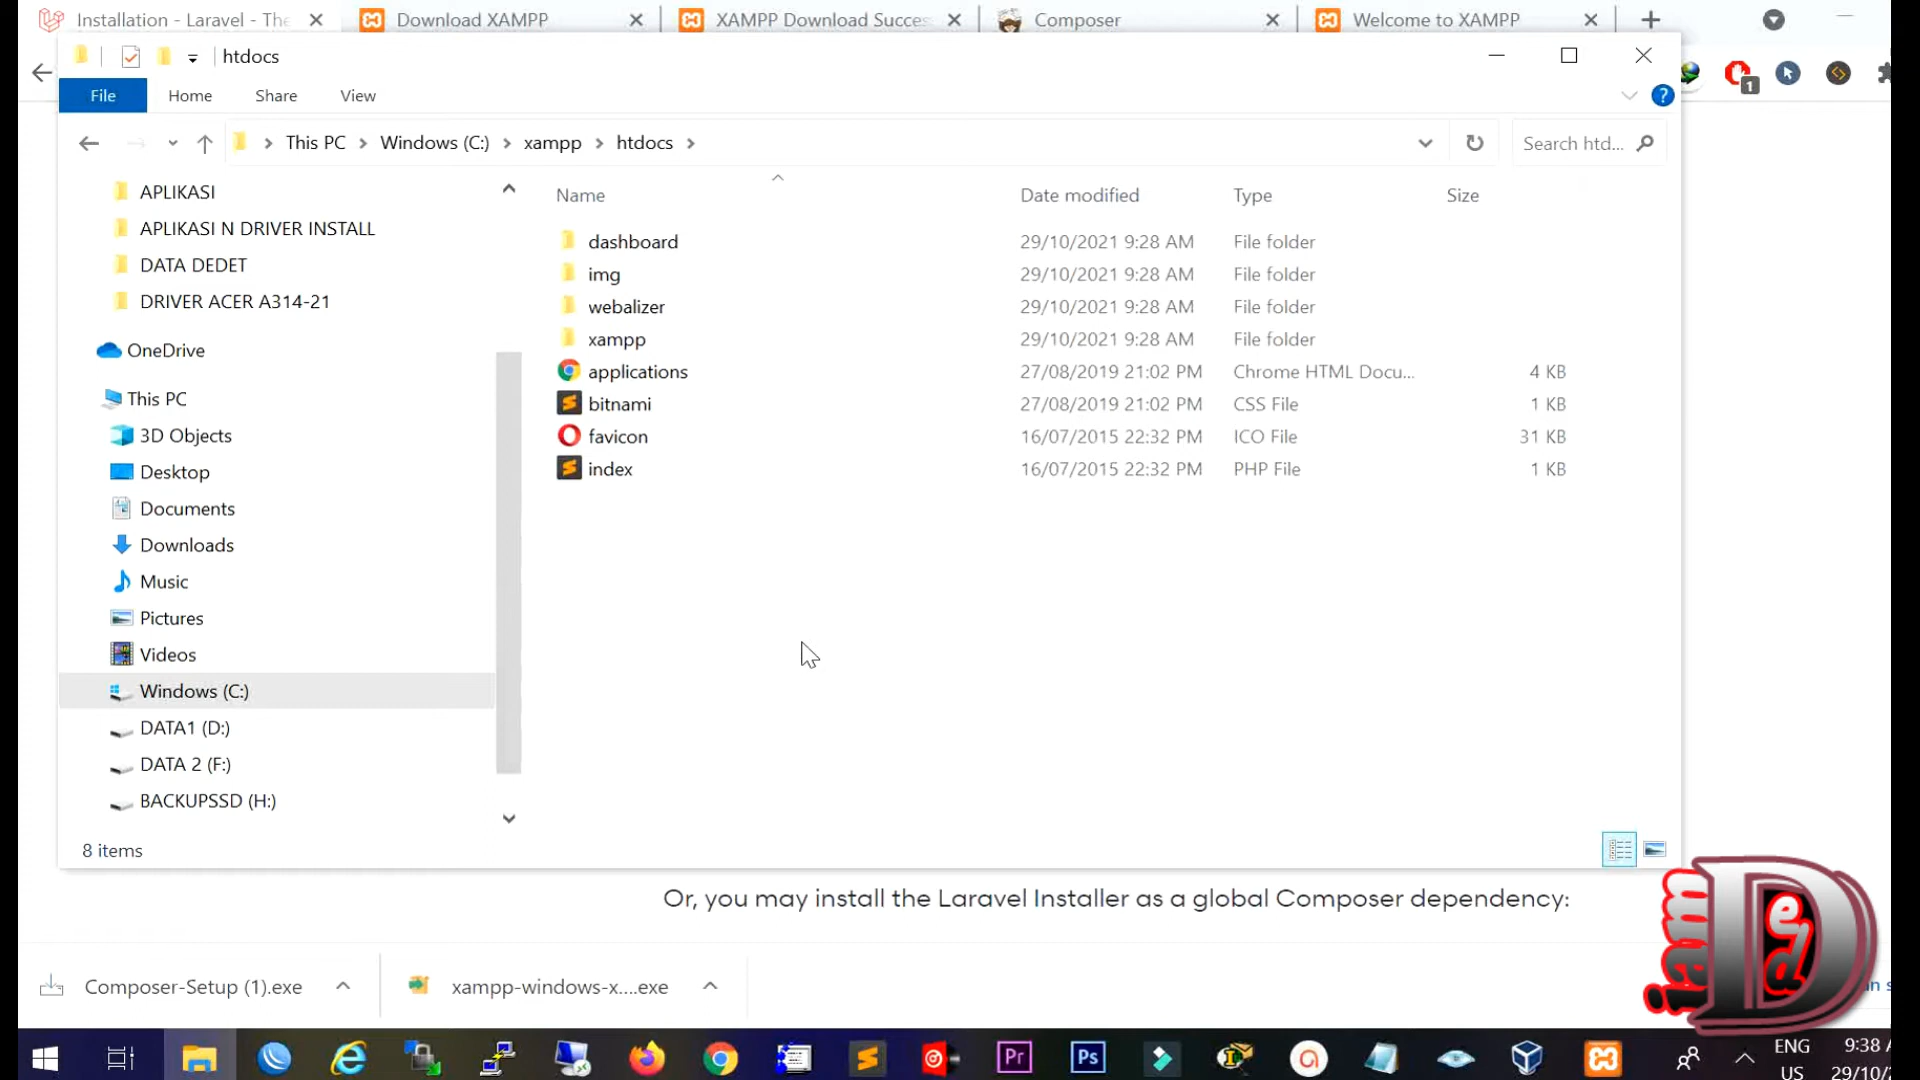 Installation - Laravel - The
Download XAMPP
XAMPP Download Succes
Composer
Welcome to XAMPP
htdocs
1
File
Home
Share
View
This PC
Windows (C:)
xampp
htdocs
Search htd...
Name
Date modified
Type
Size
APLIKASI
APLIKASI N DRIVER INSTALL
DATA DEDET
DRIVER ACER A314-21
OneDrive
This PC
3D Objects
Desktop
Documents
Downloads
Music
Pictures
Videos
Windows (C:)
DATA1 (D:)
DATA 2 (F:)
BACKUPSSD (H:)
dashboard 29/10/2021 9:28 AM File folder
img 29/10/2021 9:28 AM File folder
webalizer 29/10/2021 9:28 AM File folder
xampp 29/10/2021 9:28 AM File folder
applications 27/08/2019 21:02 PM Chrome HTML Docu... 4 KB
bitnami 27/08/2019 21:02 PM CSS File 1 KB
favicon 16/07/2015 22:32 PM ICO File 31 KB
index 16/07/2015 22:32 PM PHP File 1 KB
8 items
Or, you may install the Laravel Installer as a global Composer dependency:
Composer-Setup (1).exe
xampp-windows-x....exe
Pr
Ps
ENG
US
9:38 A
29/10/2